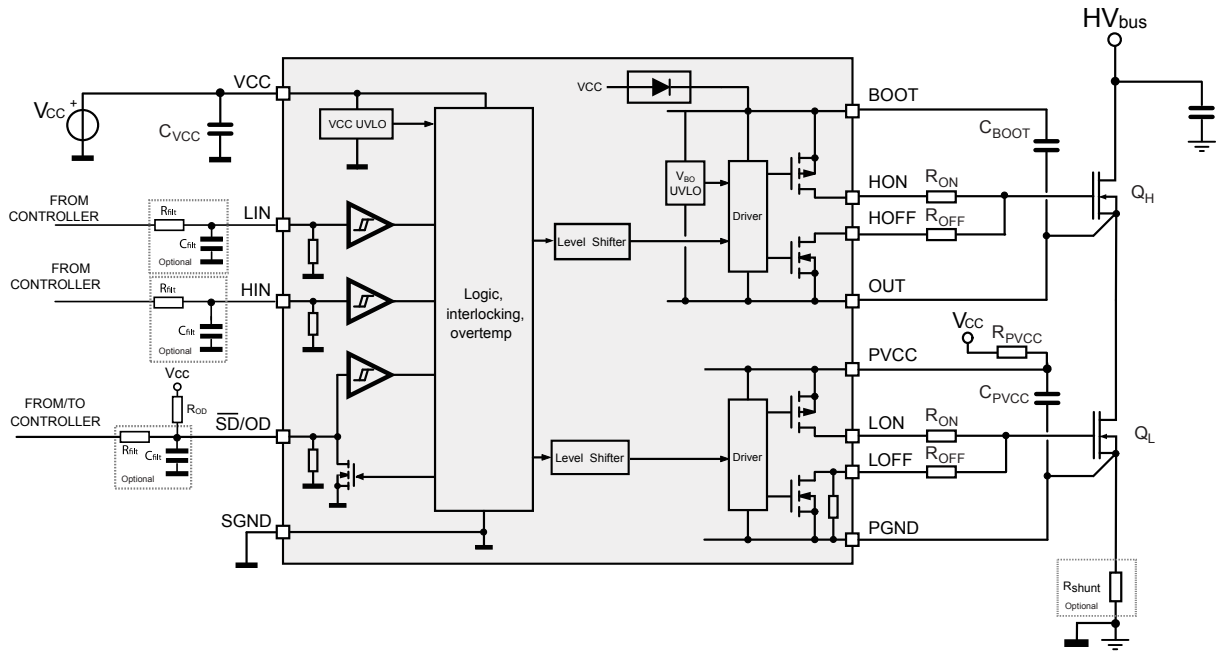 HVbus
VCC
VCC
BOOT
VCC +
CVCC
VCC UVLO
CBOOT
VBO
UVLO
Driver
HON
RON
QH
FROM
CONTROLLER
Rfilt
LIN
Cfilt
Optional
HOFF
ROFF
Level Shifter
FROM
CONTROLLER
Rfilt
HIN
Cfilt
Optional
Logic,
interlocking,
overtemp
OUT
VCC
RPVCC
PVCC
CPVCC
Vcc
ROD
FROM/TO
CONTROLLER
SD/OD
Rfilt
Cfilt
Optional
Level Shifter
Driver
LON
RON
QL
LOFF
ROFF
SGND
PGND
Rshunt
Optional